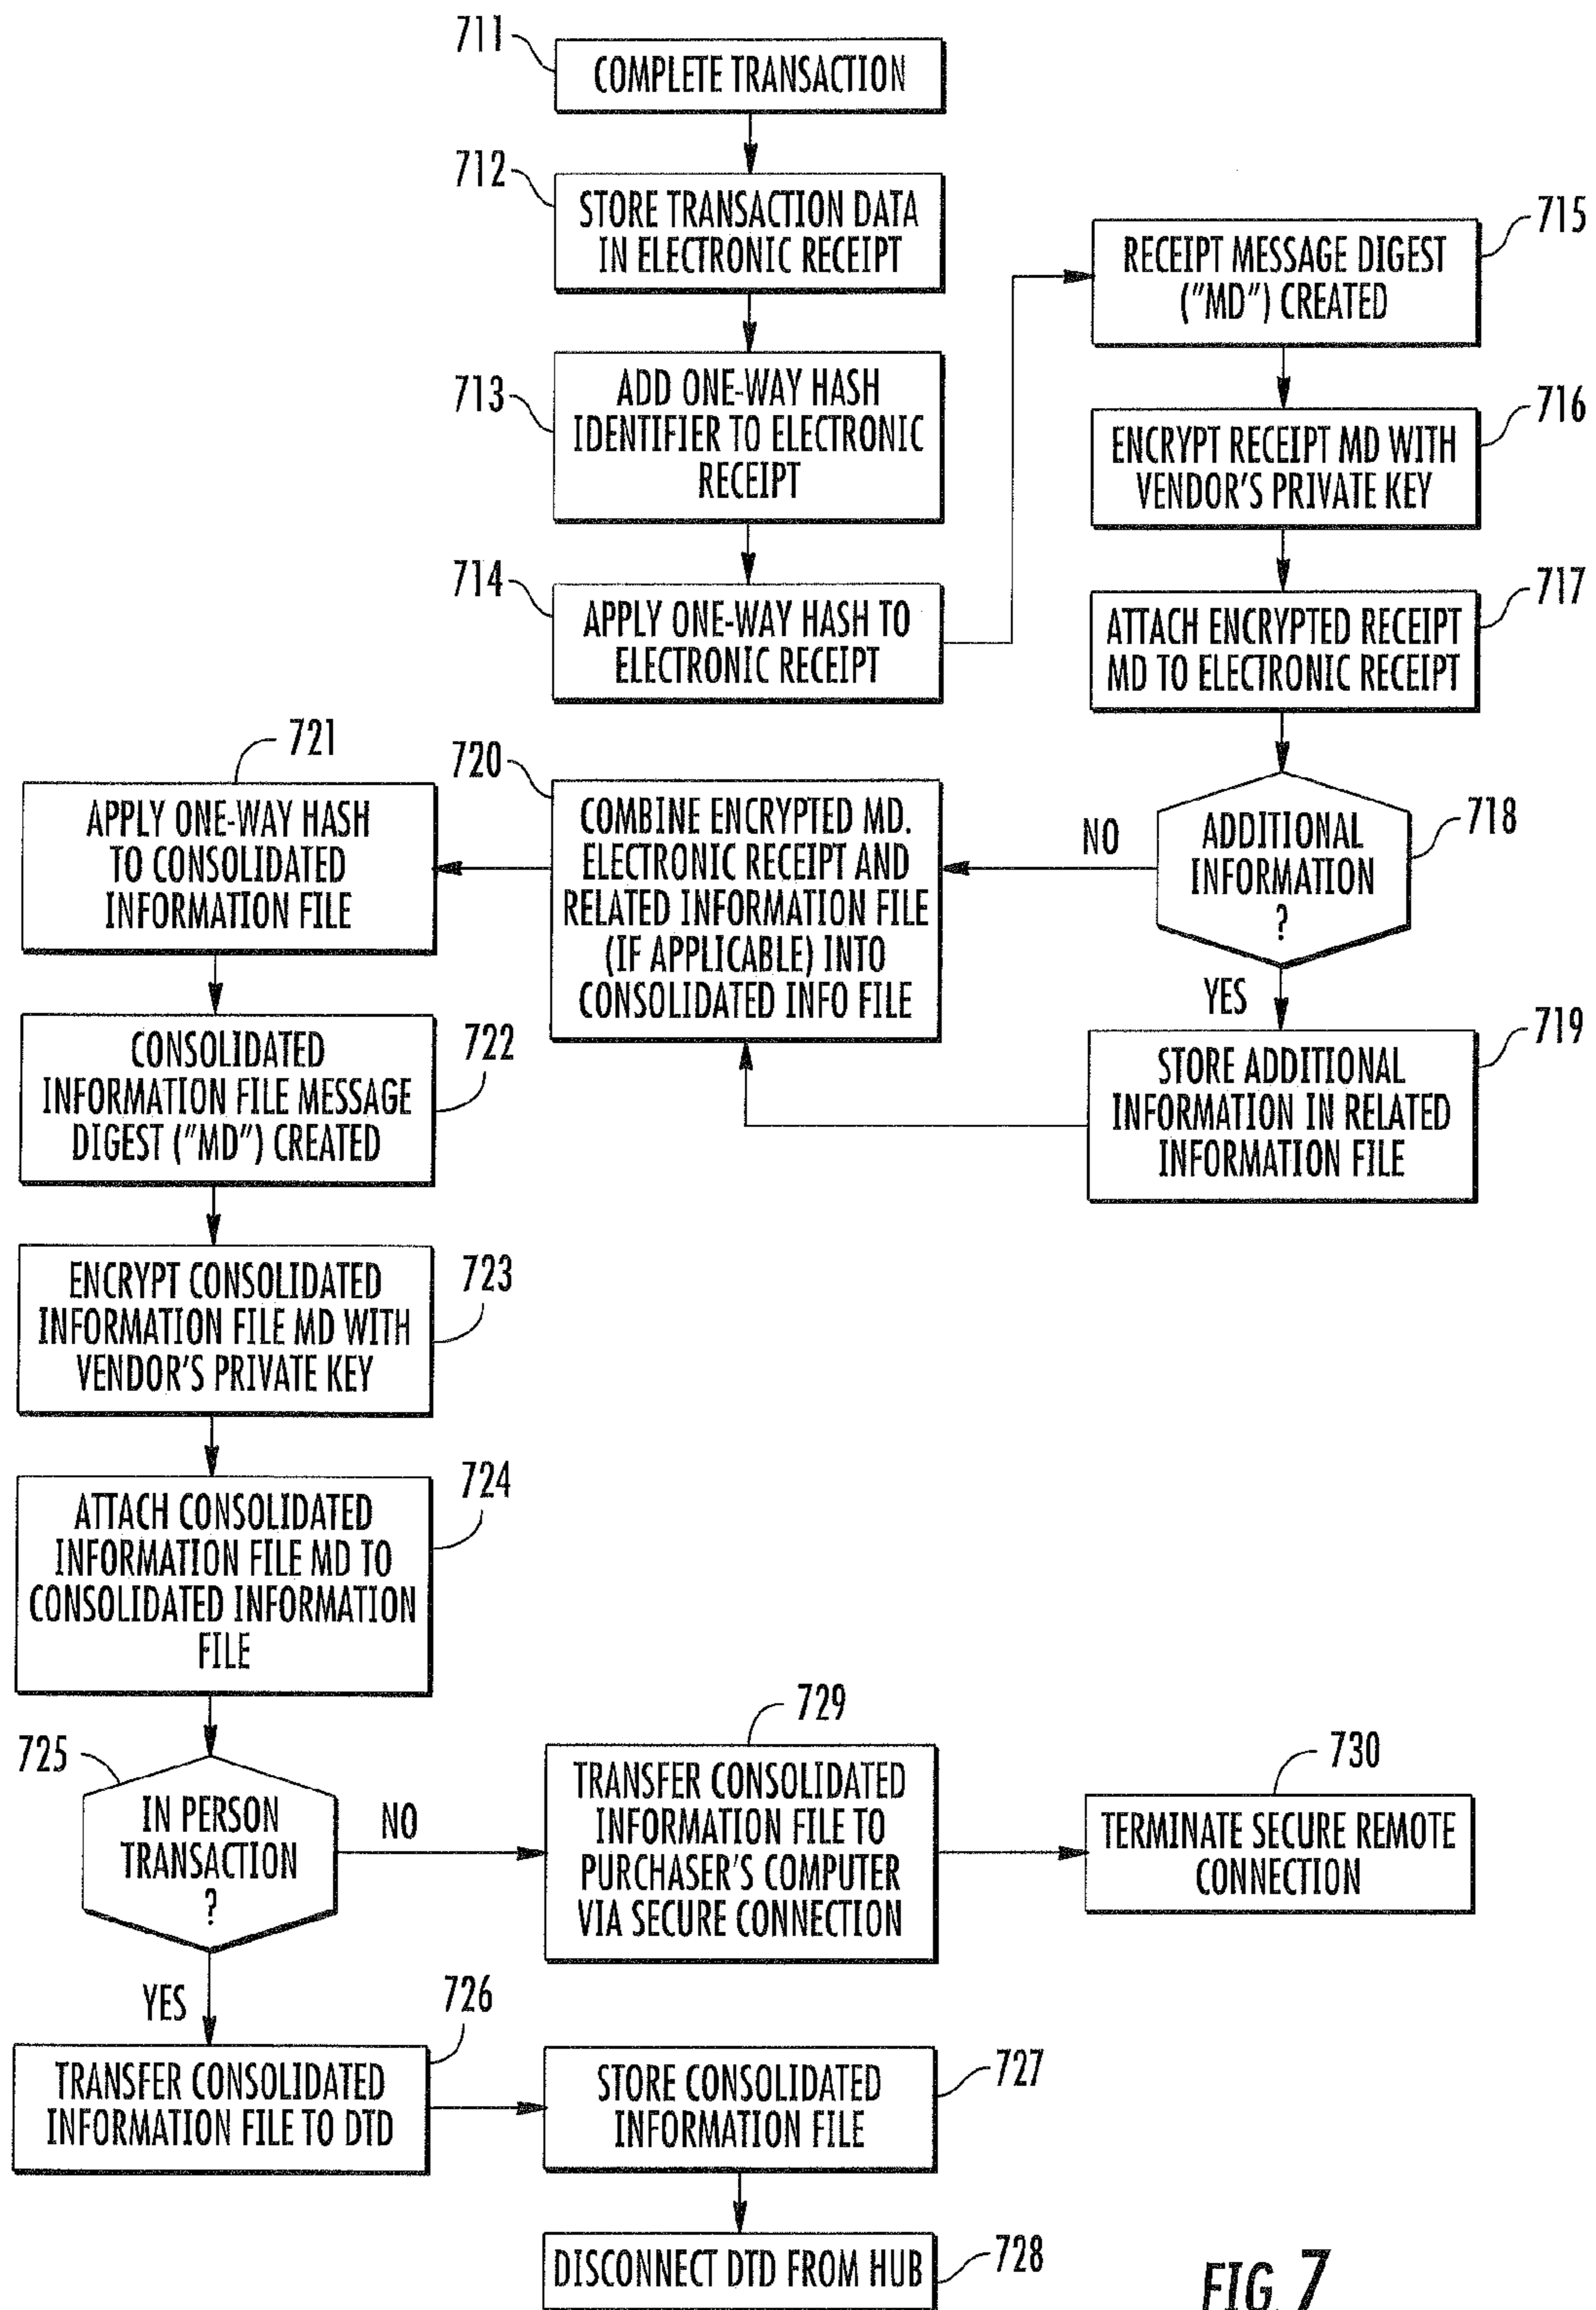 711
COMPLETE TRANSACTION
712
STORE TRANSACTION DATA
IN ELECTRONIC RECEIPT
713
ADD ONE-WAY HASH
IDENTIFIER TO ELECTRONIC
RECEIPT
714
APPLY ONE-WAY HASH TO
ELECTRONIC RECEIPT
715
RECEIPT MESSAGE DIGEST
("MD") CREATED
716
ENCRYPT RECEIPT MD WITH
VENDOR'S PRIVATE KEY
717
ATTACH ENCRYPTED RECEIPT
MD TO ELECTRONIC RECEIPT
718
ADDITIONAL
INFORMATION
?
NO
YES
719
STORE ADDITIONAL
INFORMATION IN RELATED
INFORMATION FILE
720
COMBINE ENCRYPTED MD.
ELECTRONIC RECEIPT AND
RELATED INFORMATION FILE
(IF APPLICABLE) INTO
CONSOLIDATED INFO FILE
721
APPLY ONE-WAY HASH
TO CONSOLIDATED
INFORMATION FILE
722
CONSOLIDATED
INFORMATION FILE MESSAGE
DIGEST ("MD") CREATED
723
ENCRYPT CONSOLIDATED
INFORMATION FILE MD WITH
VENDOR'S PRIVATE KEY
724
ATTACH CONSOLIDATED
INFORMATION FILE MD TO
CONSOLIDATED INFORMATION
FILE
725
IN PERSON
TRANSACTION
?
NO
YES
729
TRANSFER CONSOLIDATED
INFORMATION FILE TO
PURCHASER'S COMPUTER
VIA SECURE CONNECTION
730
TERMINATE SECURE REMOTE
CONNECTION
726
TRANSFER CONSOLIDATED
INFORMATION FILE TO DTD
727
STORE CONSOLIDATED
INFORMATION FILE
728
DISCONNECT DTD FROM HUB
FIG. 7